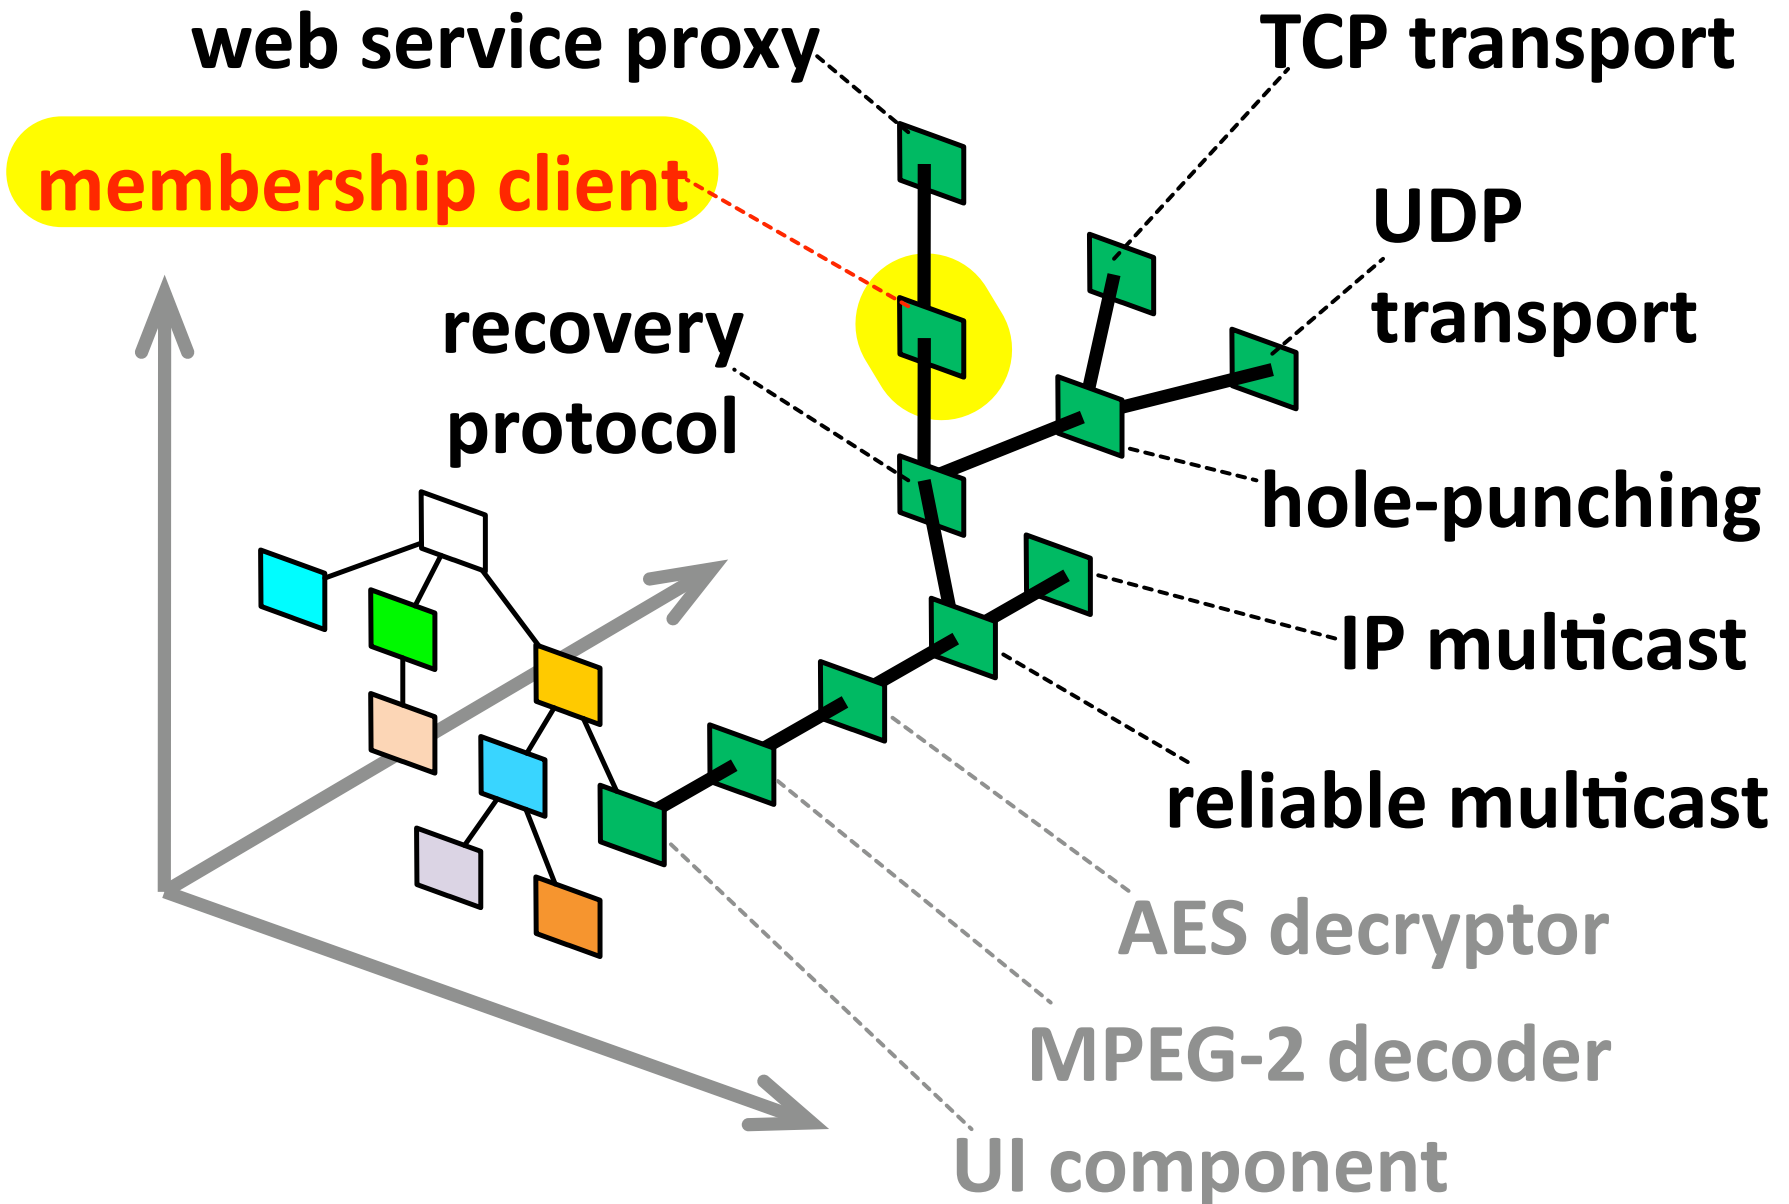 web service proxy
TCP transport
membership client
UDP
transport
recovery
protocol
hole-punching
IP multicast
reliable multicast
AES decryptor
MPEG-2 decoder
UI component